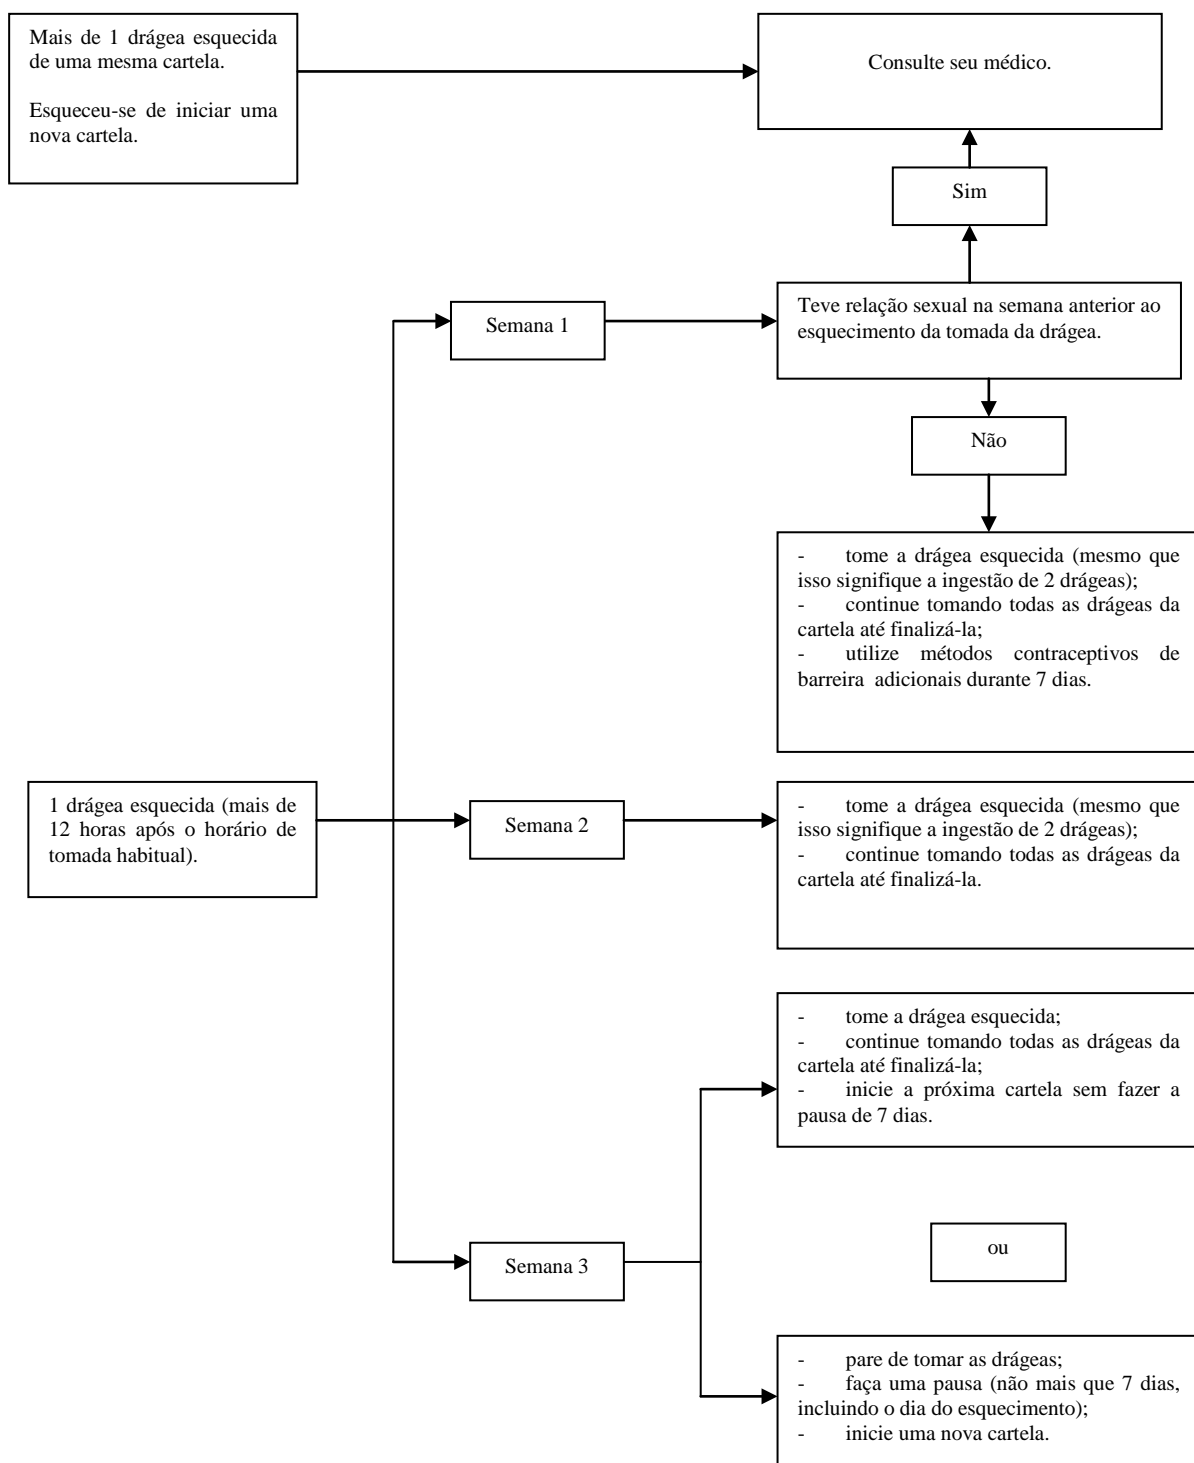 Mais de 1 drágea esquecida
de uma mesma cartela.
Esqueceu-se de iniciar uma
nova cartela.
Consulte seu médico.
Sim
Semana 1
Teve relação sexual na semana anterior ao
esquecimento da tomada da drágea.
Não
- tome a drágea esquecida (mesmo que
isso signifique a ingestão de 2 drágeas);
- continue tomando todas as drágeas da
cartela até finalizá-la;
- utilize métodos contraceptivos de
barreira adicionais durante 7 dias.
1 drágea esquecida (mais de
12 horas após o horário de
tomada habitual).
Semana 2
- tome a drágea esquecida (mesmo que
isso signifique a ingestão de 2 drágeas);
- continue tomando todas as drágeas da
cartela até finalizá-la.
Semana 3
- tome a drágea esquecida;
- continue tomando todas as drágeas da
cartela até finalizá-la;
- inicie a próxima cartela sem fazer a
pausa de 7 dias.
ou
- pare de tomar as drágeas;
- faça uma pausa (não mais que 7 dias,
incluindo o dia do esquecimento);
- inicie uma nova cartela.